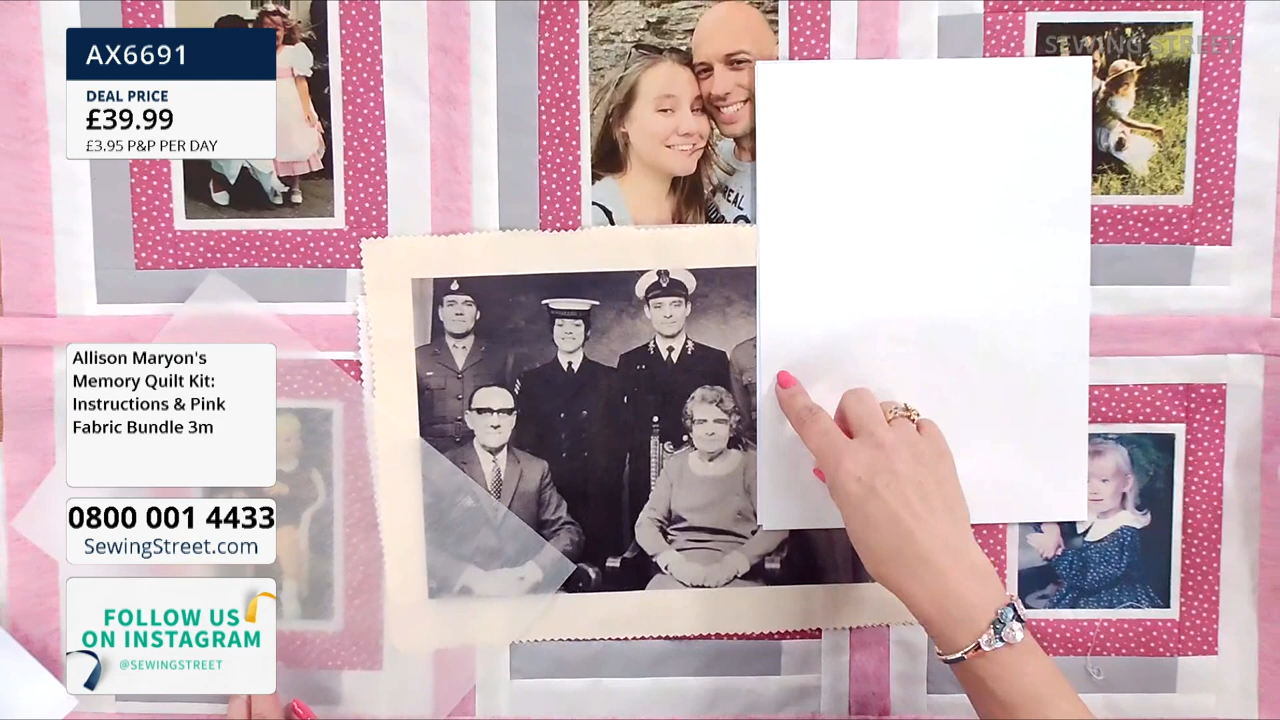 AX6691
DEAL PRICE
£39.99
£3.95 P&P PER DAY
SEWING STREET
REAL
Allison Maryon's
Memory Quilt Kit:
Instructions & Pink
Fabric Bundle 3m
0800 001 4433
SewingStreet.com
FOLLOW US
ON INSTAGRAM
@SEWINGSTREET